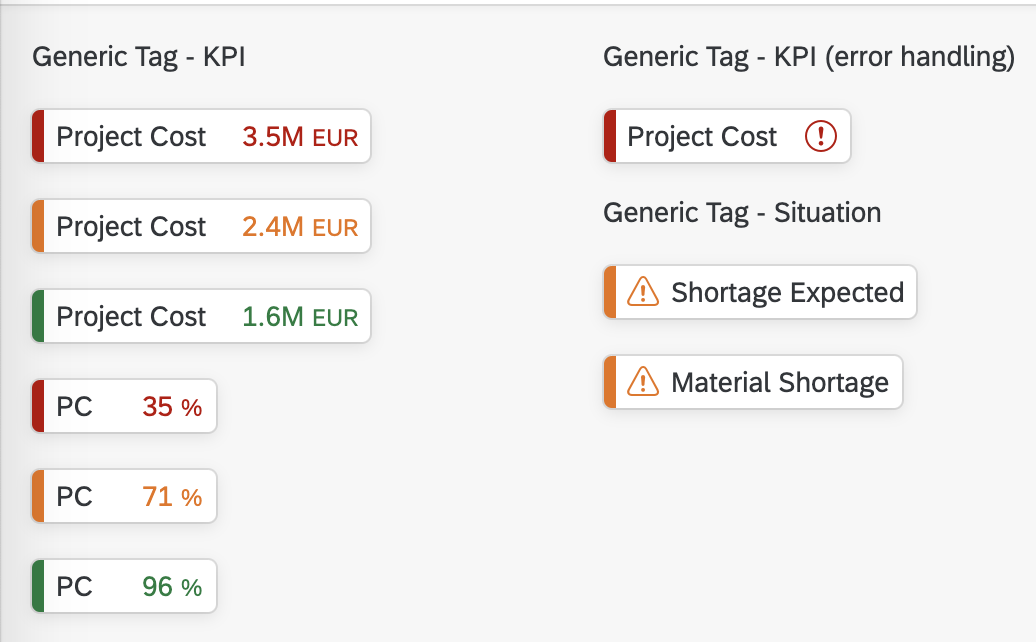 Generic Tag - KPI
Project Cost 3.5M EUR
Project Cost 2.4M EUR
Project Cost 1.6M EUR
PC 35 %
PC 71 %
PC 96 %
Generic Tag - KPI (error handling)
Project Cost
Generic Tag - Situation
Shortage Expected
Material Shortage